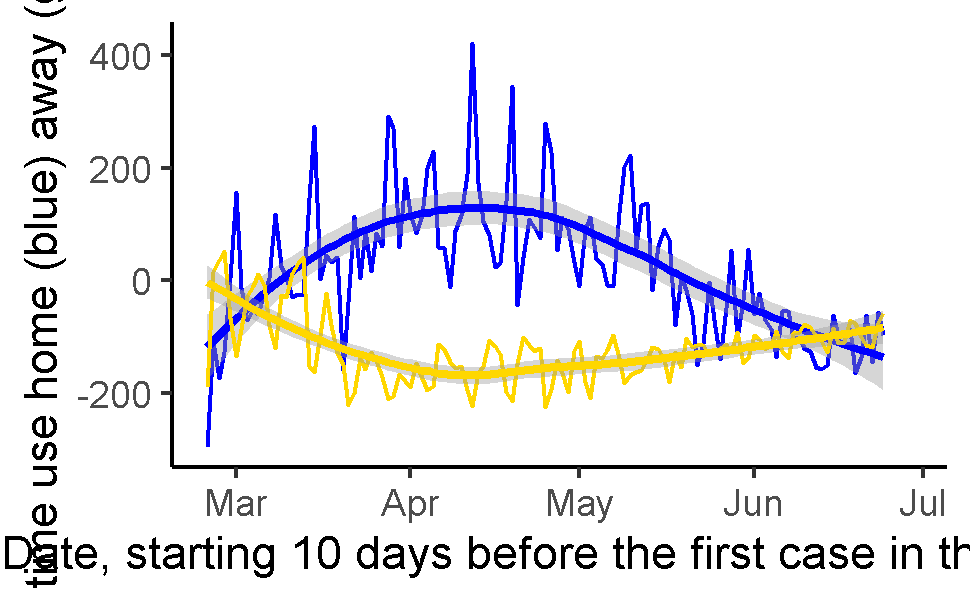 time use home (blue) away (
400
200
0
-200
Mar Apr May Jun Jul
Date, starting 10 days before the first case in th